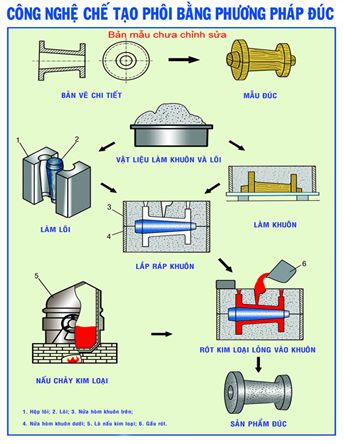 CÔNG NGHỆ CHẾ TẠO PHÔI BẰNG PHƯƠNG PHÁP ĐÚC
Bản mẫu chưa chỉnh sửa
BẢN VẼ CHI TIẾT
MẪU ĐÚC
1
2
VẬT LIỆU LÀM KHUÔN VÀ LÕI
LÀM LÕI
3
4
LÀM KHUÔN
LẮP RÁP KHUÔN
5
6
NẤU CHẢY KIM LOẠI
RÓT KIM LOẠI LỎNG VÀO KHUÔN
1. Hộp lõi; 2. Lõi; 3. Nửa hòm khuôn trên;
4. Nửa hòm khuôn dưới; 5. Lò nấu kim loại; 6. Gầu rót.
SẢN PHẨM ĐÚC